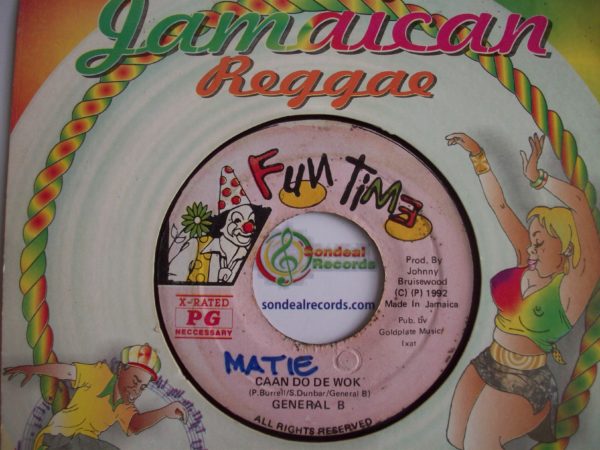 Jamaican
Reggae
FUN TIME
Sondeal
Records
sondealrecords.com
Prod. By
Johnny
Bruisewood
(C) (P) 1992
Made In Jamaica
Pub. by
Goldplate Music/
Ixat
X-RATED
PG
NECCESSARY
MATIE
CAAN DO DE WOK
(P.Burrell/S.Dunbar/General B)
GENERAL B
ALL RIGHTS RESERVED